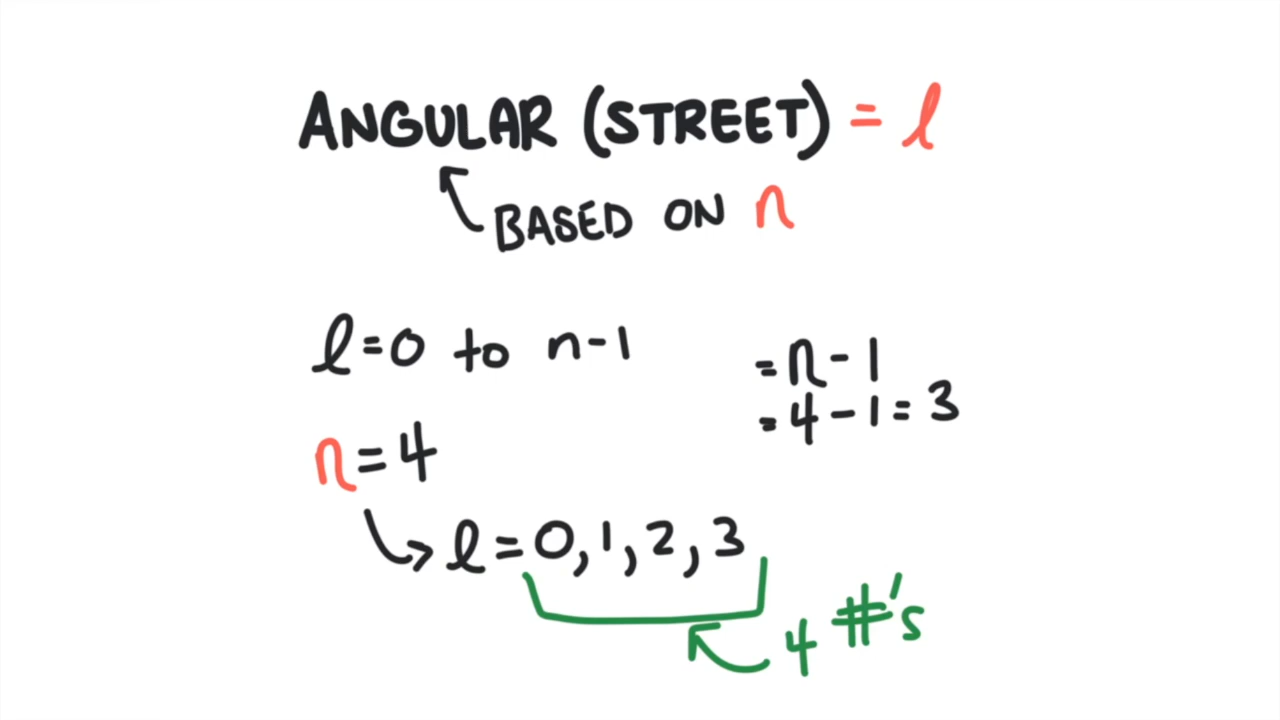 ANGULAR (STREET) = l
BASED ON n
l = 0 to n - 1
= n - 1
= 4 - 1 = 3
n = 4
l = 0, 1, 2, 3
4 #'s